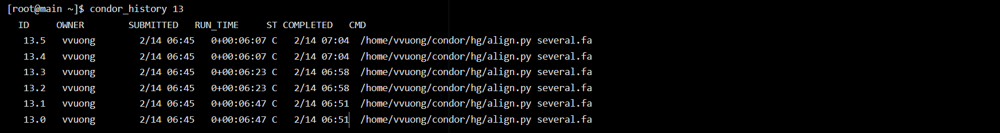 [root@main ~]$ condor_history 13
ID OWNER SUBMITTED RUN_TIME ST COMPLETED CMD
13.5 vvuong 2/14 06:45 0+00:06:07 C 2/14 07:04 /home/vvuong/condor/hg/align.py several.fa
13.4 vvuong 2/14 06:45 0+00:06:07 C 2/14 07:04 /home/vvuong/condor/hg/align.py several.fa
13.3 vvuong 2/14 06:45 0+00:06:23 C 2/14 06:58 /home/vvuong/condor/hg/align.py several.fa
13.2 vvuong 2/14 06:45 0+00:06:23 C 2/14 06:58 /home/vvuong/condor/hg/align.py several.fa
13.1 vvuong 2/14 06:45 0+00:06:47 C 2/14 06:51 /home/vvuong/condor/hg/align.py several.fa
13.0 vvuong 2/14 06:45 0+00:06:47 C 2/14 06:51 /home/vvuong/condor/hg/align.py several.fa